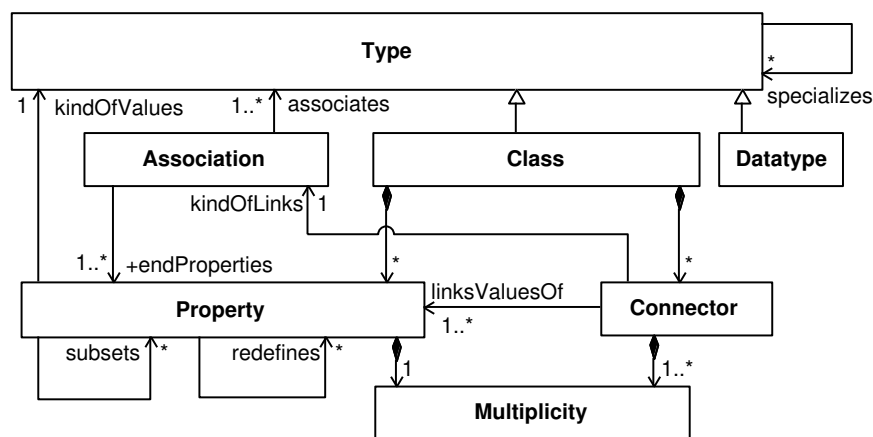 Type
*
1 kindOfValues
1..* associates
specializes
Association
Class
Datatype
kindOfLinks 1
1..* +endProperties
*
*
Property
linksValuesOf
1..*
Connector
subsets *
redefines *
1
1..*
Multiplicity